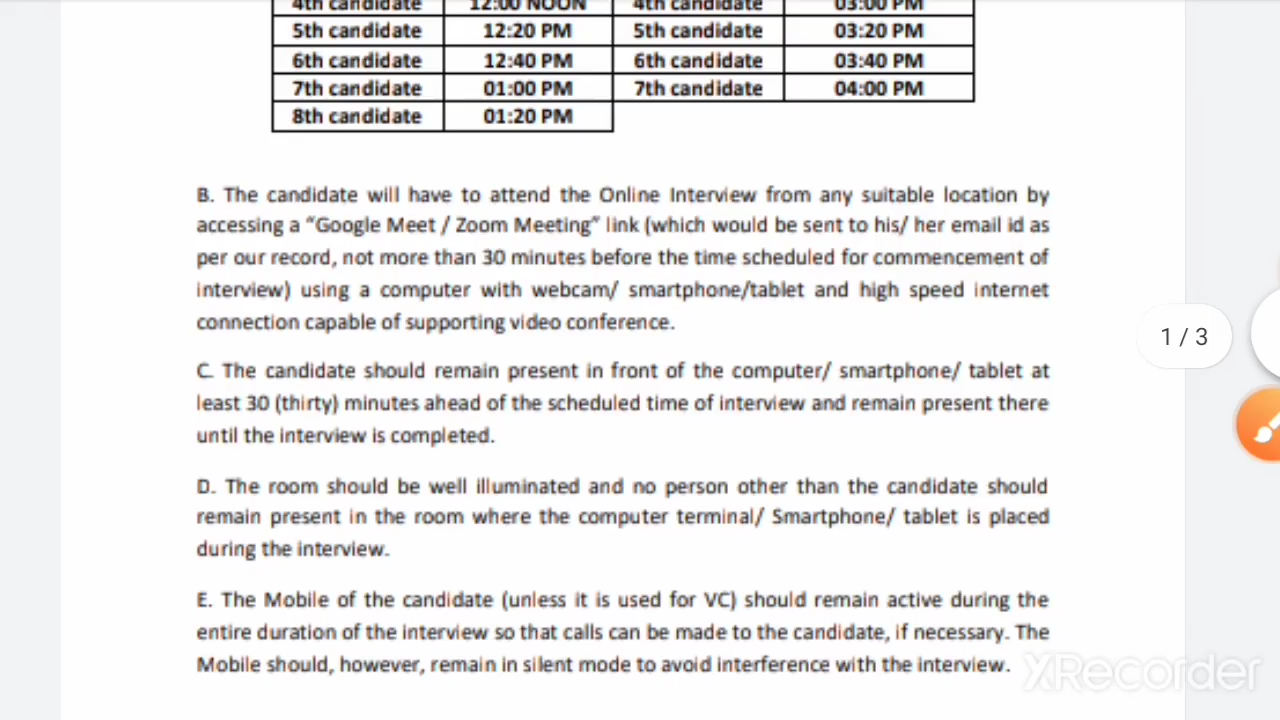 4th candidate 12:00 NOON 4th candidate 03:00 PM
5th candidate 12:20 PM 5th candidate 03:20 PM
6th candidate 12:40 PM 6th candidate 03:40 PM
7th candidate 01:00 PM 7th candidate 04:00 PM
8th candidate 01:20 PM
B. The candidate will have to attend the Online Interview from any suitable location by
accessing a “Google Meet / Zoom Meeting” link (which would be sent to his/ her email id as
per our record, not more than 30 minutes before the time scheduled for commencement of
interview) using a computer with webcam/ smartphone/tablet and high speed internet
connection capable of supporting video conference.
1 / 3
C. The candidate should remain present in front of the computer/ smartphone/ tablet at
least 30 (thirty) minutes ahead of the scheduled time of interview and remain present there
until the interview is completed.
D. The room should be well illuminated and no person other than the candidate should
remain present in the room where the computer terminal/ Smartphone/ tablet is placed
during the interview.
E. The Mobile of the candidate (unless it is used for VC) should remain active during the
entire duration of the interview so that calls can be made to the candidate, if necessary. The
Mobile should, however, remain in silent mode to avoid interference with the interview.
XRecorder